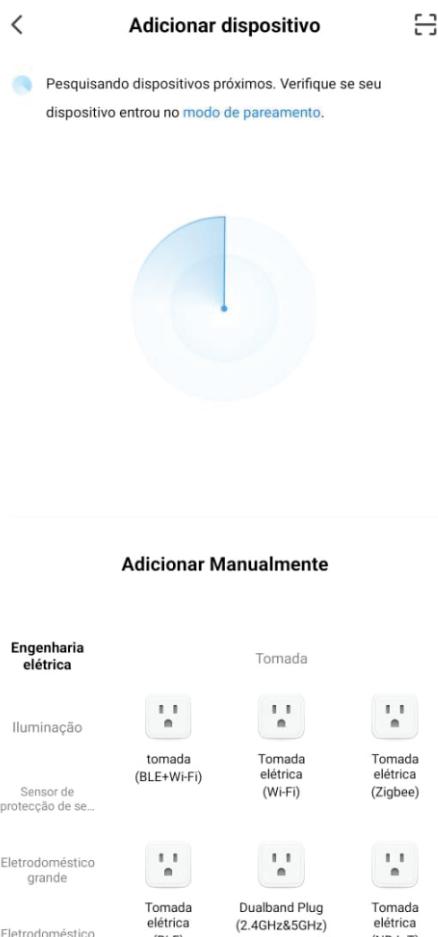 Adicionar dispositivo
Pesquisando dispositivos próximos. Verifique se seu
dispositivo entrou no modo de pareamento.
Adicionar Manualmente
Engenharia
elétrica
Tomada
Iluminação
tomada
(BLE+Wi-Fi)
Tomada
elétrica
(Wi-Fi)
Tomada
elétrica
(Zigbee)
Sensor de
protecção de se...
Eletrodoméstico
grande
Tomada
elétrica
Dualband Plug
(2.4GHz&5GHz)
Tomada
elétrica
Eletrodoméstico